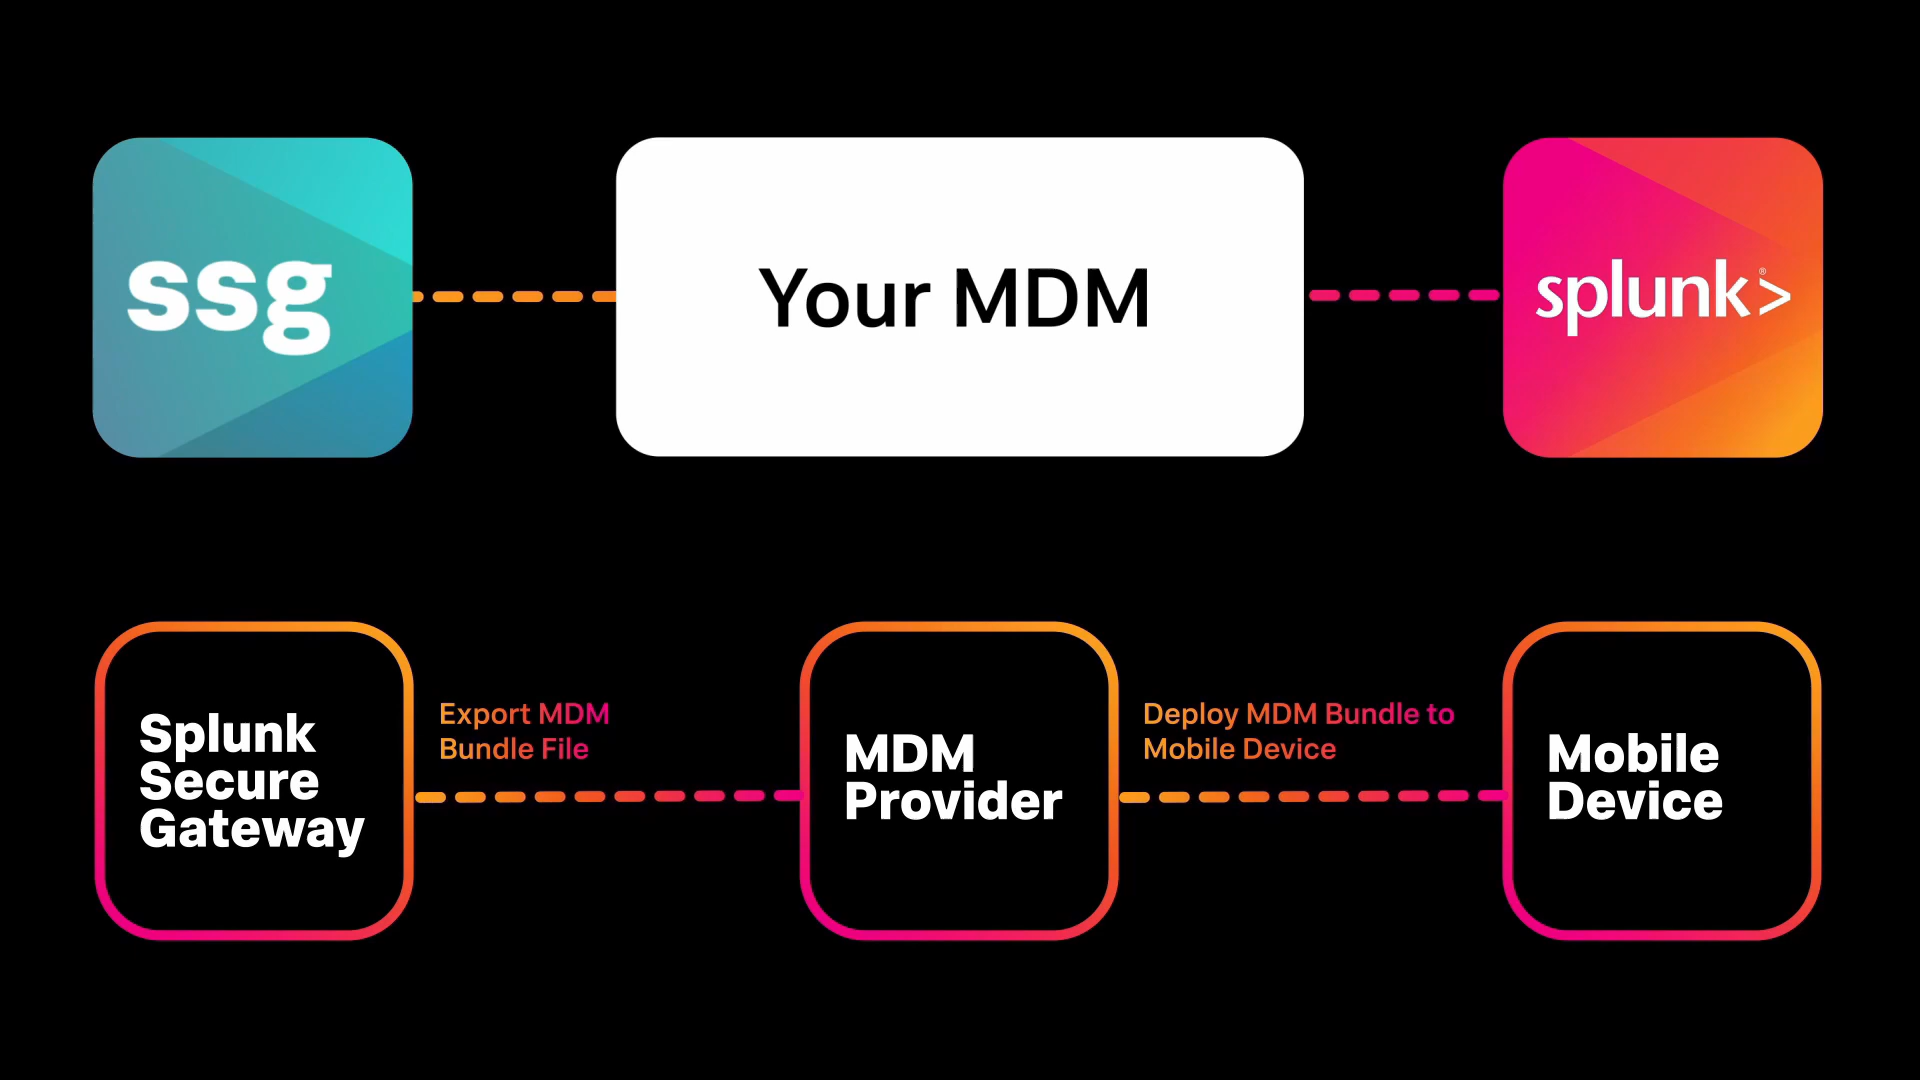 ssg
Your MDM
splunk>®
Splunk
Secure
Gateway
Export MDM
Bundle File
MDM
Provider
Deploy MDM Bundle to
Mobile Device
Mobile
Device